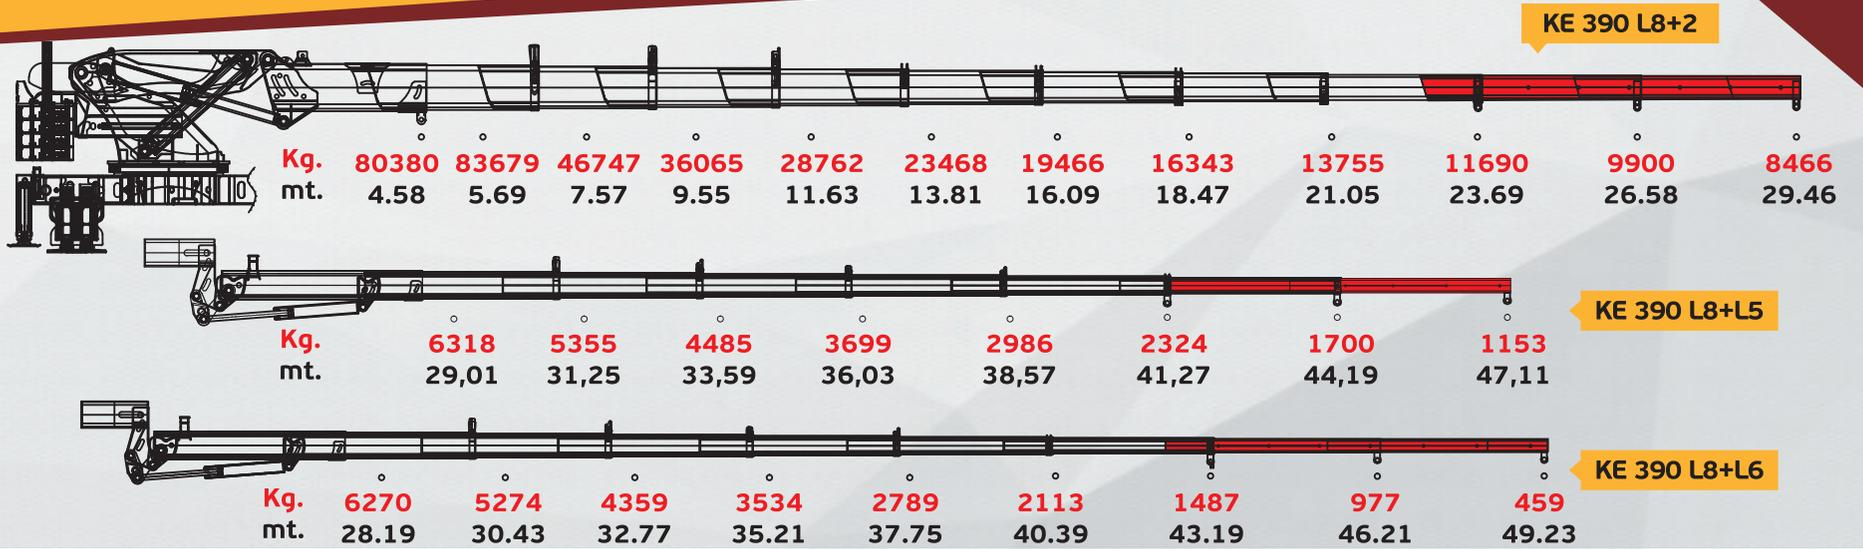 KE 390 L8+2
Kg. 80380 83679 46747 36065 28762 23468 19466 16343 13755 11690 9900 8466
mt. 4.58 5.69 7.57 9.55 11.63 13.81 16.09 18.47 21.05 23.69 26.58 29.46
KE 390 L8+L5
Kg. 6318 5355 4485 3699 2986 2324 1700 1153
mt. 29,01 31,25 33,59 36,03 38,57 41,27 44,19 47,11
KE 390 L8+L6
Kg. 6270 5274 4359 3534 2789 2113 1487 977 459
mt. 28.19 30.43 32.77 35.21 37.75 40.39 43.19 46.21 49.23